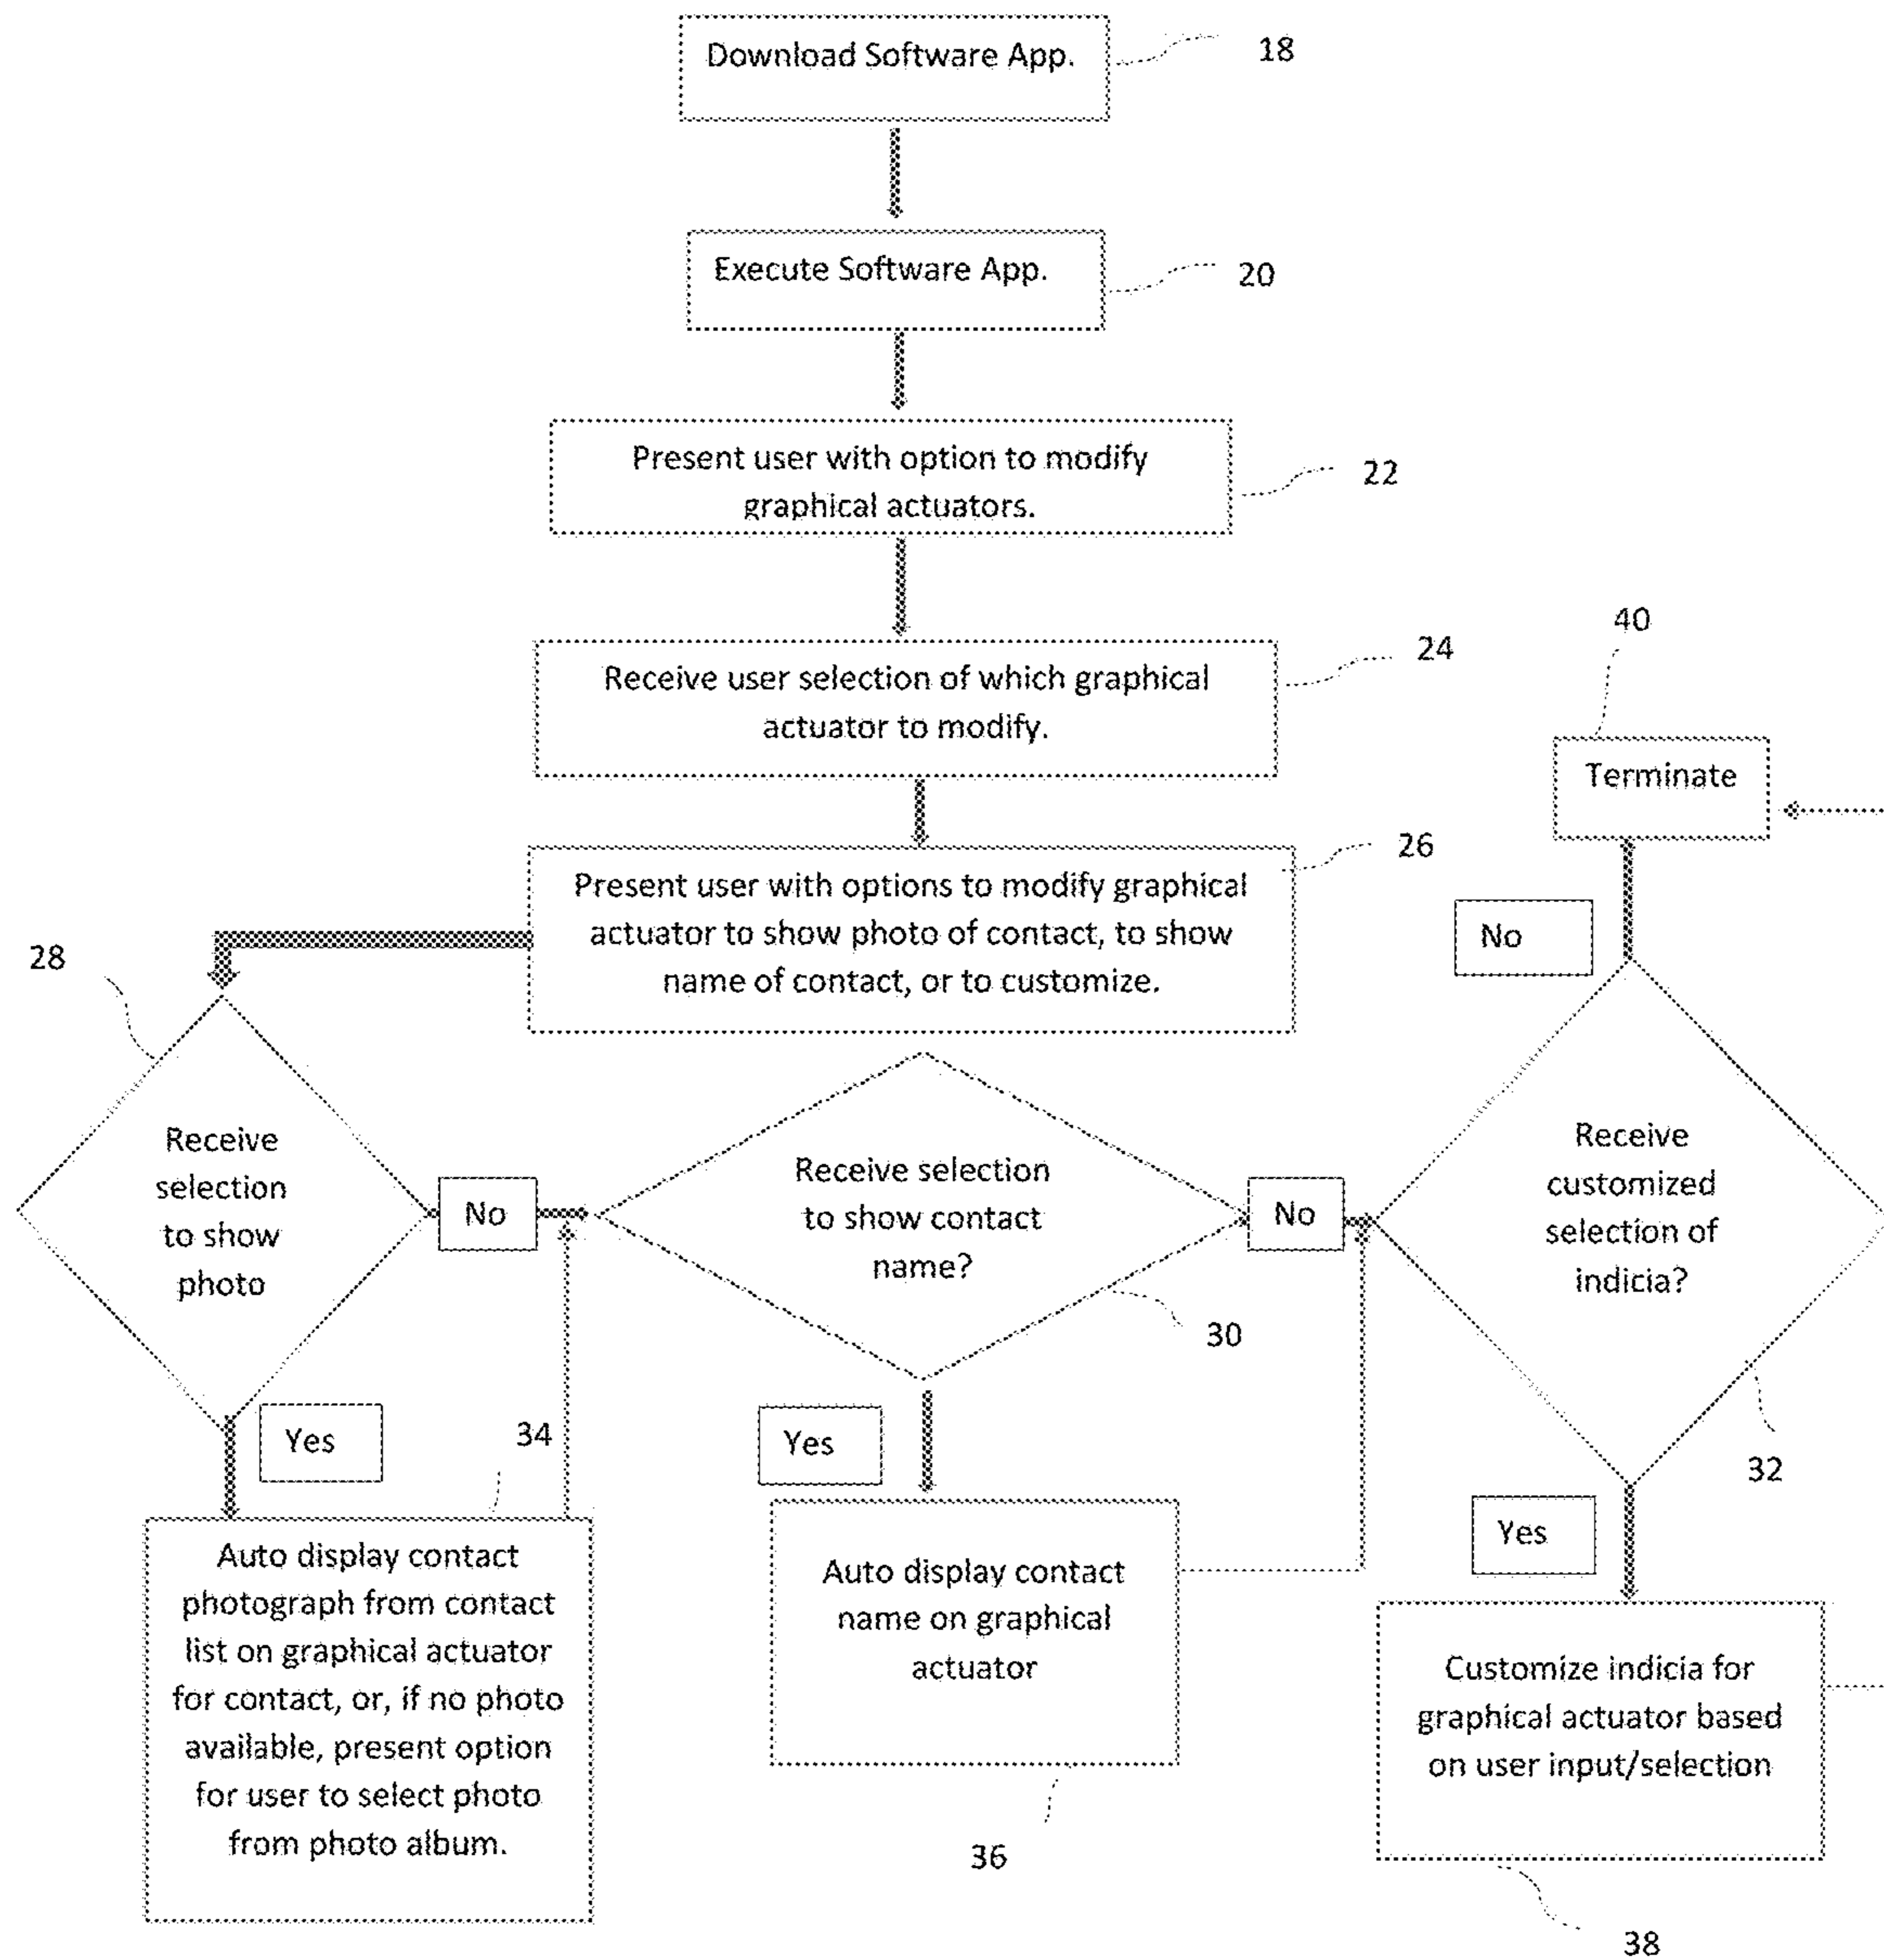 Download Software App.
18
Execute Software App.
20
Present user with option to modify
graphical actuators.
22
Receive user selection of which graphical
actuator to modify.
24
40
Terminate
26
Present user with options to modify graphical
actuator to show photo of contact, to show
name of contact, or to customize.
No
28
Receive
selection
to show
photo
No
Receive selection
to show contact
name?
30
No
Receive
customized
selection of
indicia?
32
Yes
34
Yes
Yes
Auto display contact
photograph from contact
list on graphical actuator
for contact, or, if no photo
available, present option
for user to select photo
from photo album.
Auto display contact
name on graphical
actuator
36
Customize indicia for
graphical actuator based
on user input/selection
38